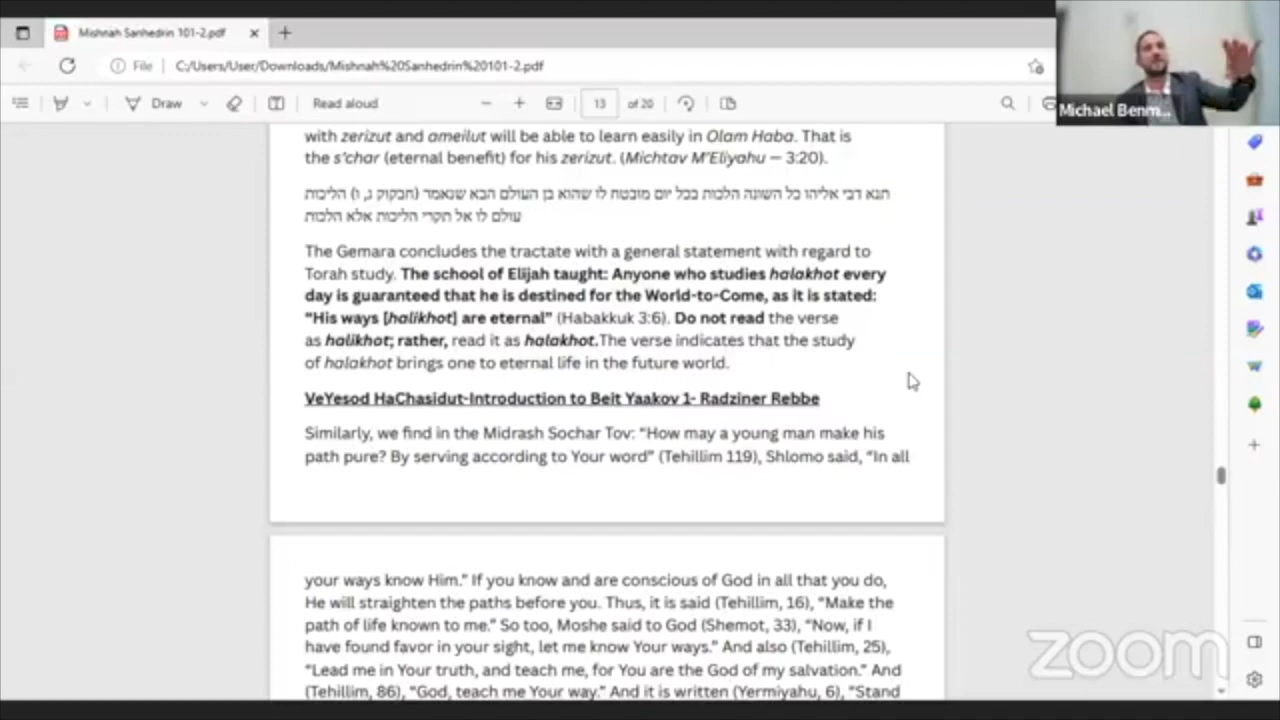 Mishnah Sanhedrin 101-2.pdf
File
C:/Users/User/Downloads/Mishnah%20Sanhedrin%20101-2.pdf
Draw
Read aloud
13 of 20
Michael Benm...
with zerizut and ameilut will be able to learn easily in Olam Haba. That is
the s'char (eternal benefit) for his zerizut. (Michtav M'Eliyahu – 3:20).
תנא דבי אליהו כל השונה הלכות בכל יום מובטח לו שהוא בן העולם הבא שנאמר (חבקוק ג, ו) הליכות
עולם לו אל תקרי הליכות אלא הלכות
The Gemara concludes the tractate with a general statement with regard to
Torah study. The school of Elijah taught: Anyone who studies halakhot every
day is guaranteed that he is destined for the World-to-Come, as it is stated:
"His ways [halikhot] are eternal" (Habakkuk 3:6). Do not read the verse
as halikhot; rather, read it as halakhot.The verse indicates that the study
of halakhot brings one to eternal life in the future world.
VeYesod HaChasidut-Introduction to Beit Yaakov 1- Radziner Rebbe
Similarly, we find in the Midrash Sochar Tov: "How may a young man make his
path pure? By serving according to Your word" (Tehillim 119), Shlomo said, "In all
your ways know Him." If you know and are conscious of God in all that you do,
He will straighten the paths before you. Thus, it is said (Tehillim, 16), "Make the
path of life known to me." So too, Moshe said to God (Shemot, 33), "Now, if I
have found favor in your sight, let me know Your ways." And also (Tehillim, 25),
"Lead me in Your truth, and teach me, for You are the God of my salvation." And
(Tehillim, 86), "God, teach me Your way." And it is written (Yermiyahu, 6), "Stand
zoom